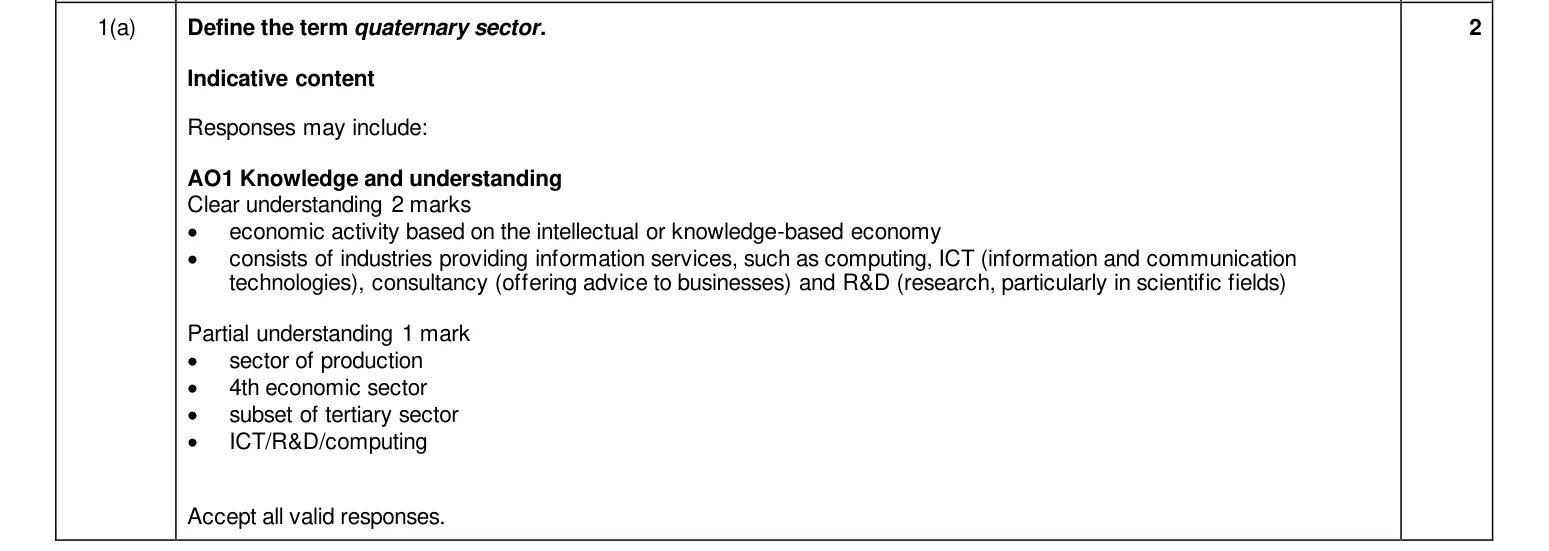 1(a) Define the term quaternary sector. 2
Indicative content
Responses may include:
AO1 Knowledge and understanding
Clear understanding 2 marks
• economic activity based on the intellectual or knowledge-based economy
• consists of industries providing information services, such as computing, ICT (information and communication
technologies), consultancy (offering advice to businesses) and R&D (research, particularly in scientific fields)
Partial understanding 1 mark
• sector of production
• 4th economic sector
• subset of tertiary sector
• ICT/R&D/computing
Accept all valid responses.